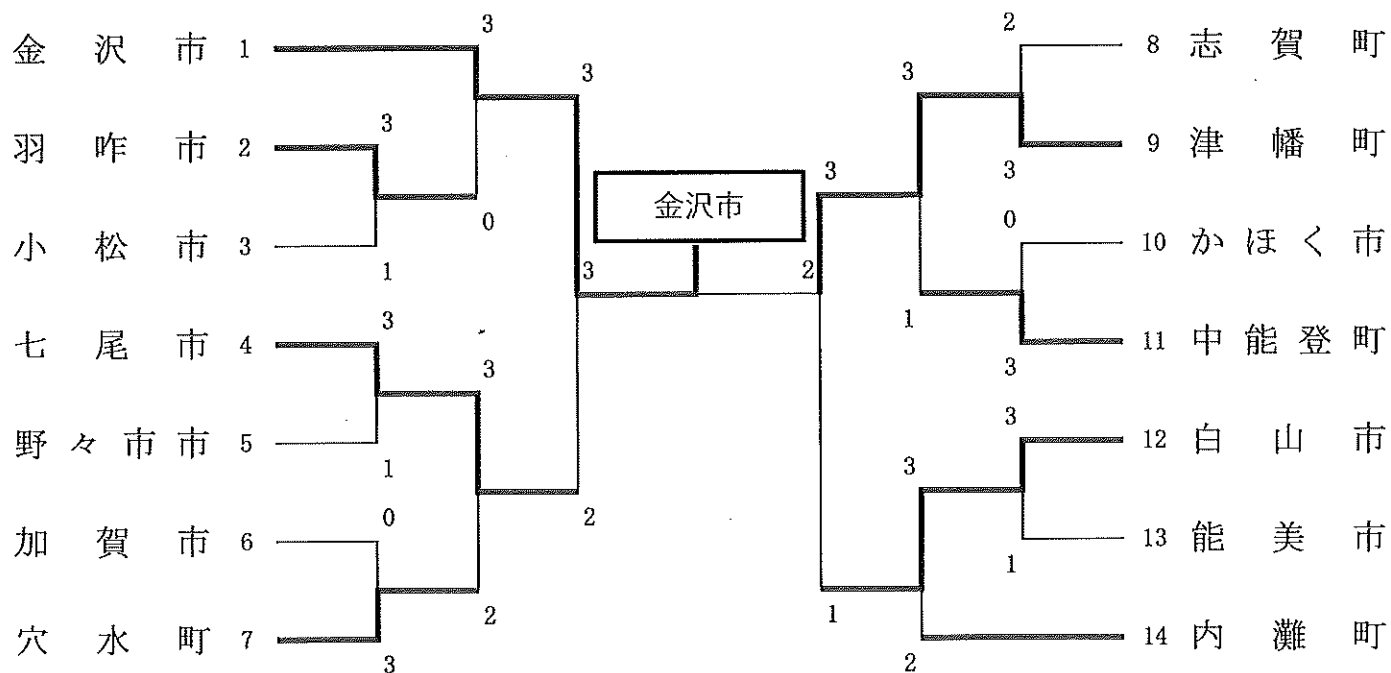 3
2
金沢市 1
8 志賀町
3
3
3
羽咋市 2
9 津幡町
3
3
金沢市
0
0
小松市 3
10 かほく市
3
2
1
3
1
七尾市 4
11 中能登町
3
3
3
野々市市 5
12 白山市
1
3
0
2
加賀市 6
13 能美市
1
2
1
穴水町 7
14 内灘町
3
2